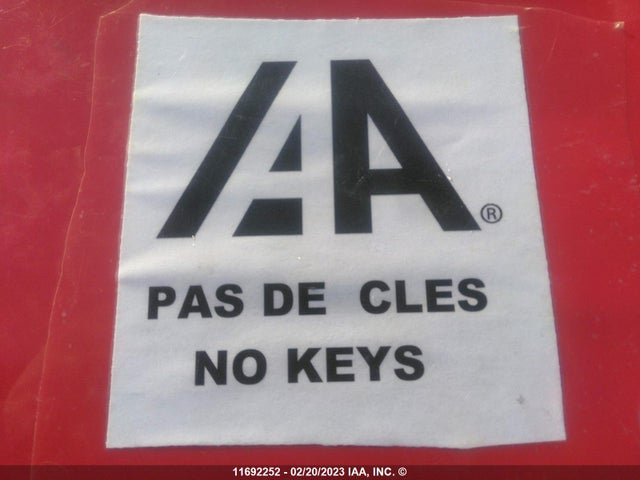 IAA®
PAS DE CLES
NO KEYS
11692252 - 02/20/2023 IAA, INC. ©